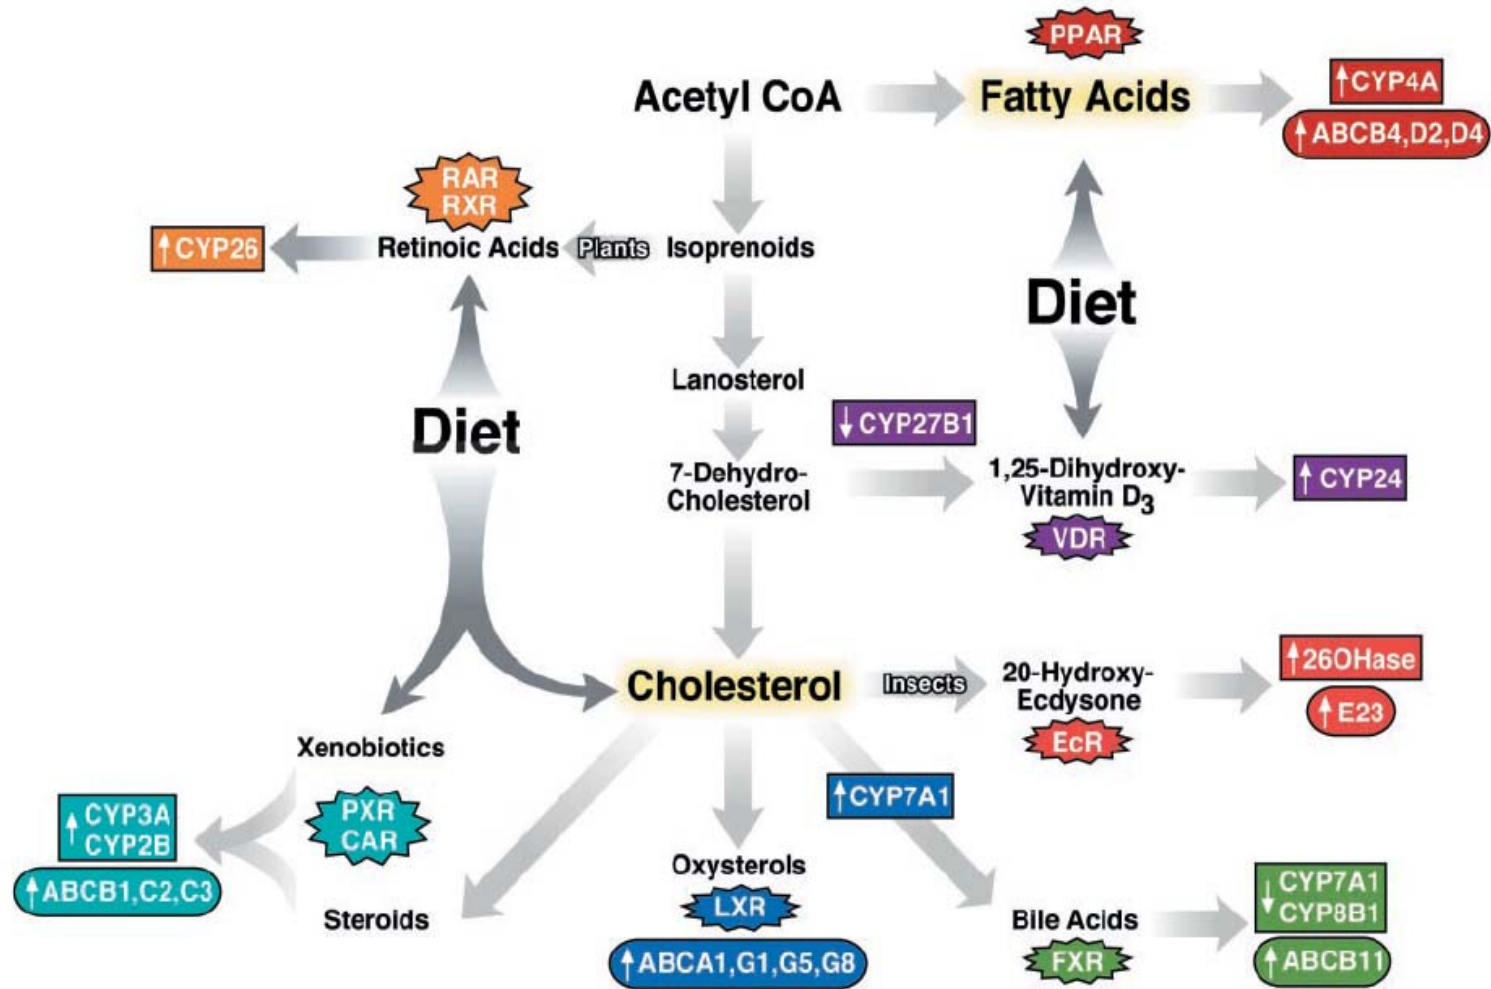 PPAR
Acetyl CoA
Fatty Acids
↑CYP4A
↑ABCB4,D2,D4
RAR
RXR
↑CYP26
Retinoic Acids
Plants
Isoprenoids
Diet
Lanosterol
Diet
↓CYP27B1
7-Dehydro-
Cholesterol
1,25-Dihydroxy-
Vitamin D3
VDR
↑ CYP24
Cholesterol
Insects
20-Hydroxy-
Ecdysone
EcR
↑26OHase
↑E23
Xenobiotics
PXR
CAR
↑ CYP3A
CYP2B
↑ABCB1,C2,C3
Steroids
↑CYP7A1
Oxysterols
LXR
↑ABCA1,G1,G5,G8
Bile Acids
FXR
↓ CYP7A1
CYP8B1
↑ABCB11